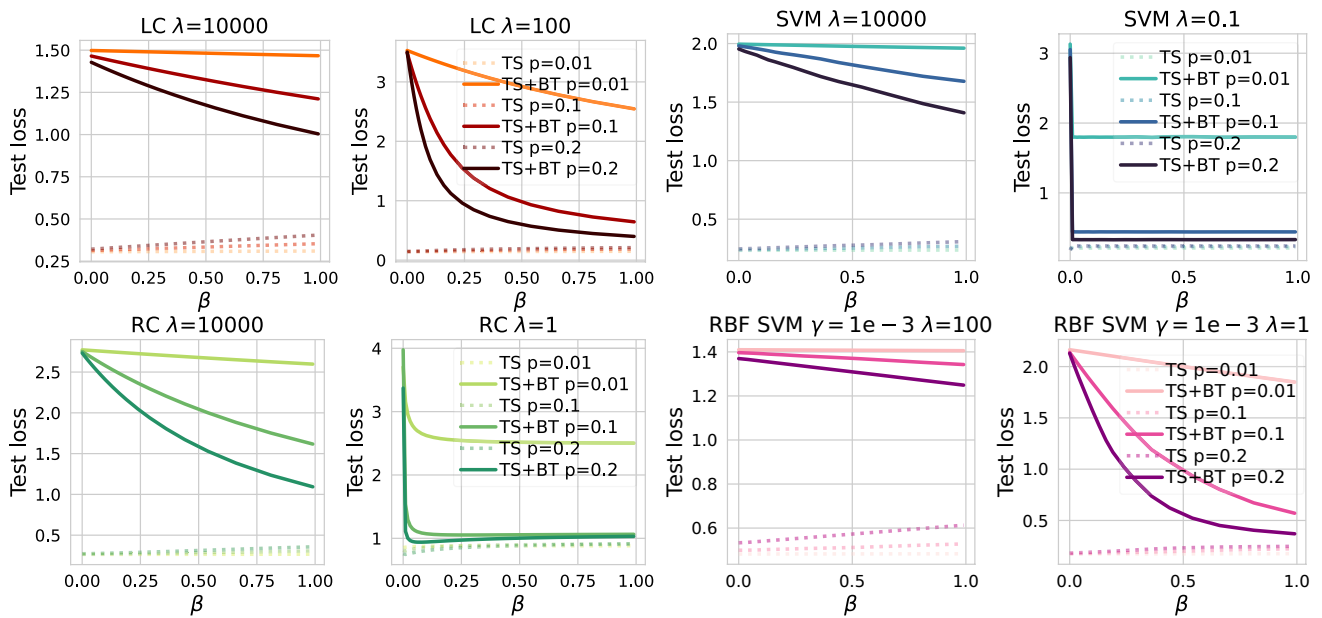 LC λ=10000
1.50
1.25
1.00
0.75
0.50
0.25
Test loss
0.00 0.25 0.50 0.75 1.00
β
LC λ=100
3
2
1
0
Test loss
TS p=0.01
TS+BT p=0.01
TS p=0.1
TS+BT p=0.1
TS p=0.2
TS+BT p=0.2
0.00 0.25 0.50 0.75 1.00
β
SVM λ=10000
2.0
1.5
1.0
0.5
Test loss
0.0 0.5 1.0
β
SVM λ=0.1
3
2
1
Test loss
TS p=0.01
TS+BT p=0.01
TS p=0.1
TS+BT p=0.1
TS p=0.2
TS+BT p=0.2
0.0 0.5 1.0
β
RC λ=10000
2.5
2.0
1.5
1.0
0.5
Test loss
0.00 0.25 0.50 0.75 1.00
β
RC λ=1
4
3
2
1
Test loss
TS p=0.01
TS+BT p=0.01
TS p=0.1
TS+BT p=0.1
TS p=0.2
TS+BT p=0.2
0.00 0.25 0.50 0.75 1.00
β
RBF SVM γ = 1e − 3 λ=100
1.4
1.2
1.0
0.8
0.6
Test loss
0.0 0.5 1.0
β
RBF SVM γ = 1e − 3 λ=1
2.0
1.5
1.0
0.5
Test loss
TS p=0.01
TS+BT p=0.01
TS p=0.1
TS+BT p=0.1
TS p=0.2
TS+BT p=0.2
0.0 0.5 1.0
β